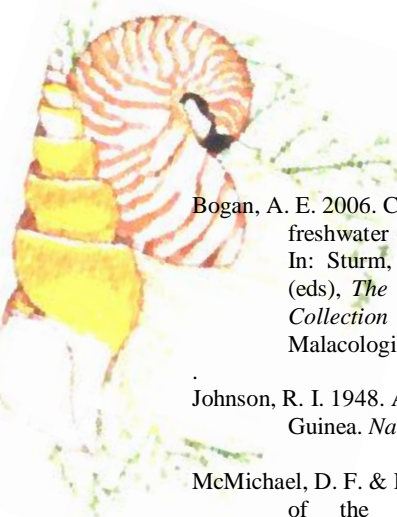 Bogan, A. E. 2006. C
freshwater
In: Sturm,
(eds), The
Collection
Malacologi
.
Johnson, R. I. 1948. A
Guinea. Na
McMichael, D. F. &
of the